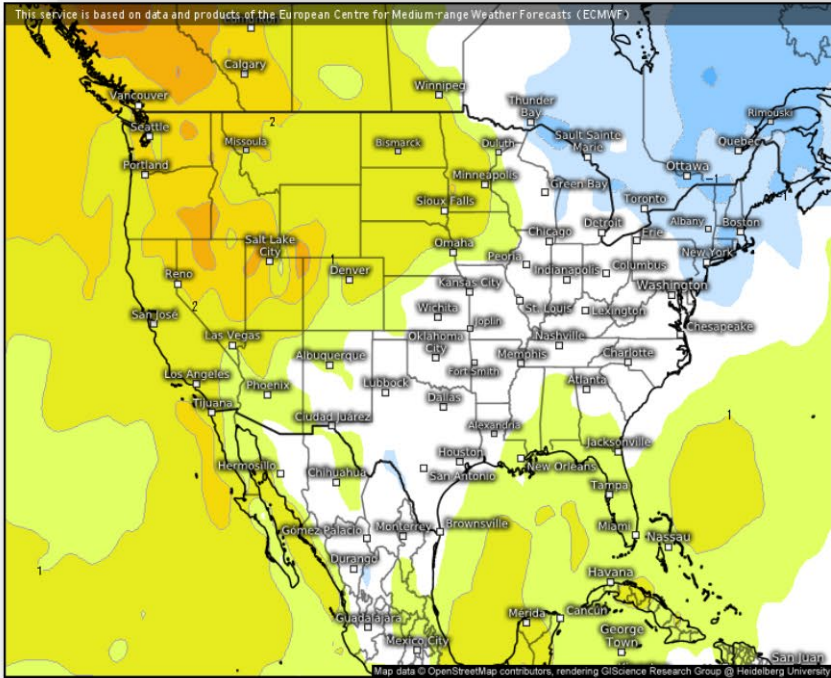 This service is based on data and products of the European Centre for Medium-range Weather Forecasts (ECMWF)
Calgary
Winnipeg
Vancouver
Thunder
Bay
Rimouski
Seattle
2
Missoula
Bismarck
Duluth
Sault Sainte
Marie
Quebec
Portland
Minneapolis
Ottawa
Green Bay
1
1
Sioux Falls
Toronto
Albany
Boston
Chicago
Detroit
Erie
Salt Lake
City
Omaha
Peoria
New York
1
Reno
Denver
Indianapolis
Columbus
Kansas City
Washington
2
Wichita
St. Louis
Lexington
San José
Joplin
Chesapeake
Las Vegas
Oklahoma
City
Nashville
Albuquerque
Memphis
Charlotte
Los Angeles
Fort Smith
Phoenix
Lubbock
Atlanta
Tijuana
Dallas
1
Ciudad Juárez
Alexandria
Jacksonville
Houston
Hermosillo
Chihuahua
San Antonio
New Orleans
Tampa
Gómez Palacio
Monterrey
Brownsville
Miami
Nassau
Durango
1
Havana
Guadalajara
Mérida
Cancún
George
Town
Mexico City
San Juan
Map data © OpenStreetMap contributors, rendering GIScience Research Group @ Heidelberg University